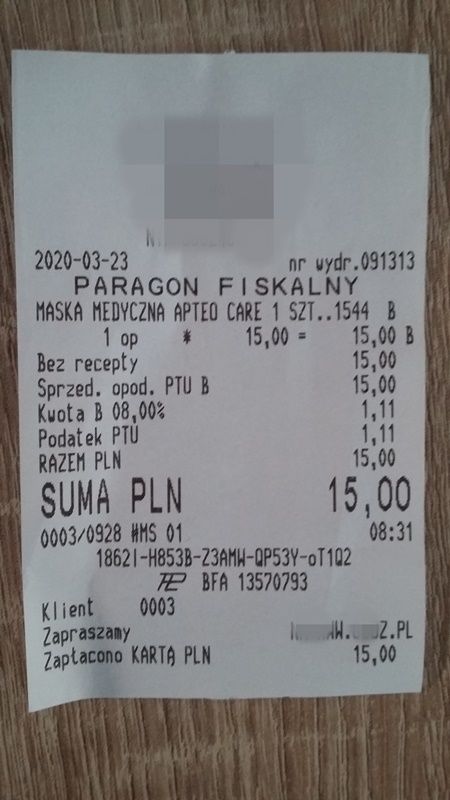 2020-03-23 nr wydr.091313
PARAGON FISKALNY
MASKA MEDYCZNA APTEO CARE 1 SZT..1544 B
1 op * 15,00 = 15,00 B
Bez recepty 15,00
Sprzed. opod. PTU B 15,00
Kwota B 08,00% 1,11
Podatek PTU 1,11
RAZEM PLN 15,00
SUMA PLN 15,00
0003/0928 #MS 01 08:31
1862I-H853B-Z3AMW-QP53Y-oT1Q2
BFA 13570793
Klient 0003
Zapraszamy
Zapłacono KARTĄ PLN 15,00